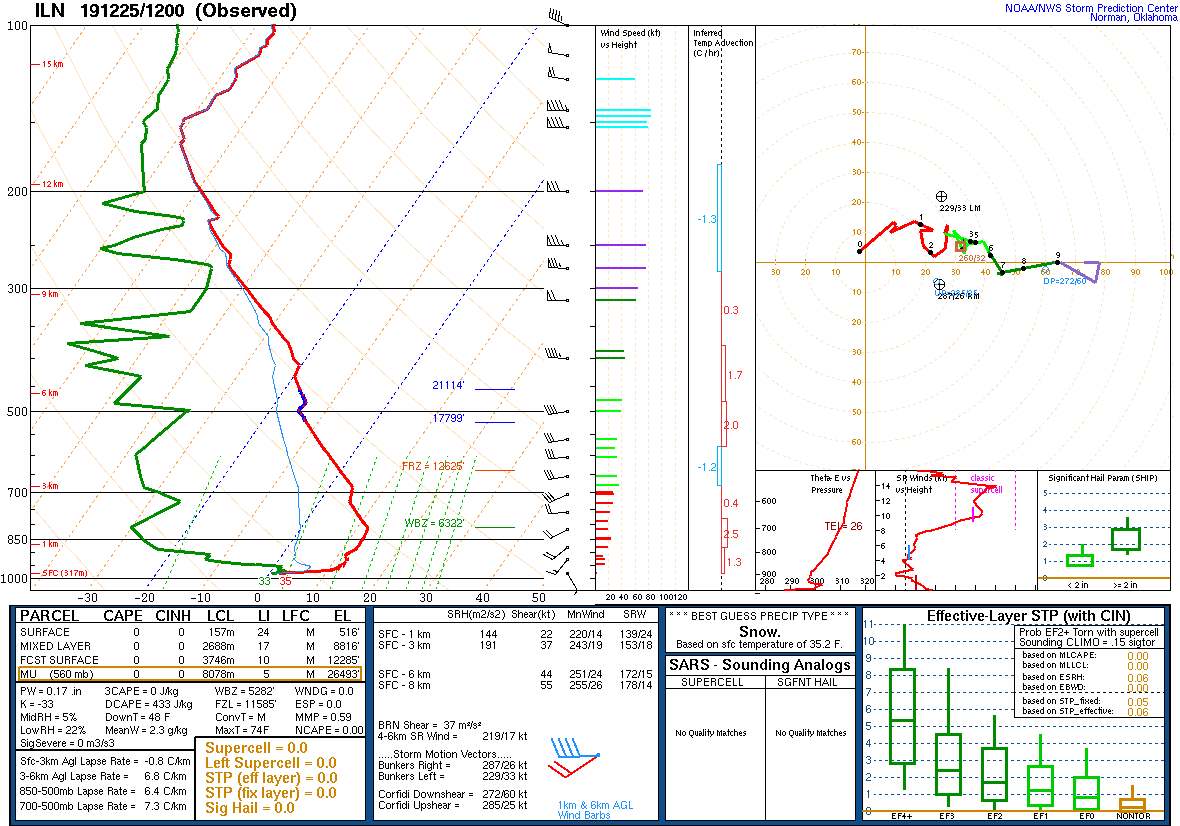 ILN 191225/1200 (Observed)
NOAA/NWS Storm Prediction Center
Norman, Oklahoma
100
200
300
500
700
850
1000
15 km
12 km
9 km
6 km
3 km
1 km
SFC (317m)
21114'
17799'
FRZ = 12626'
WBZ = 6322'
33 35
-30 -20 -10 0 10 20 30 40 50
Wind Speed (kt)
vs Height
20 40 60 80 100 120
Inferred
Temp Advection
(C /hr)
-1.3
0.3
1.7
2.0
-1.2
0.4
2.5
1.3
80
70
60
50
40
30
20
10
30 20 10 10 20 30 40 50 60 70 80 90 100
10
20
30
40
50
60
229/33 LM
0 1 2 3 5 6 7 8 9
260/32
287/26 RM
DP=272/60
Theta-E vs
Pressure
600
700
800
900
TEI= 26
280 290 300 310 320
SR Winds (kt)
vs Height
classic
supercell
14
12
10
8
6
4
2
Significant Hail Param (SHIP)
5
4
3
2
1
0
< 2 in >= 2 in
PARCEL CAPE CINH LCL LI LFC EL
SURFACE 0 0 157m 24 M 516'
MIXED LAYER 0 0 2688m 17 M 8816'
FCST SURFACE 0 0 3746m 10 M 12285'
MU (560 mb) 0 0 8078m 5 M 26493'
PW = 0.17 in 3CAPE = 0 J/kg WBZ = 5282' WNDG = 0.0
K = -33 DCAPE = 433 J/kg FZL = 11585' ESP = 0.0
MidRH = 5% DownT = 48 F ConvT = M MMP = 0.59
LowRH = 22% MeanW = 2.3 g/kg MaxT = 74F NCAPE = 0.00
SigSevere = 0 m3/s3
Sfc-3km Agl Lapse Rate = -0.8 C/km
3-6km Agl Lapse Rate = 6.8 C/km
850-500mb Lapse Rate = 6.4 C/km
700-500mb Lapse Rate = 7.3 C/km
Supercell = 0.0
Left Supercell = 0.0
STP (eff layer) = 0.0
STP (fix layer) = 0.0
Sig Hail = 0.0
SRH(m2/s2) Shear(kt) MnWind SRW
SFC - 1 km 144 22 220/14 139/24
SFC - 3 km 191 37 243/19 153/18
SFC - 6 km 44 251/24 172/15
SFC - 8 km 55 255/26 178/14
BRN Shear = 37 m²/s²
4-6km SR Wind = 219/17 kt
.....Storm Motion Vectors.....
Bunkers Right = 287/26 kt
Bunkers Left = 229/33 kt
Corfidi Downshear = 272/60 kt
Corfidi Upshear = 285/25 kt
1km & 6km AGL
Wind Barbs
* * * BEST GUESS PRECIP TYPE * * *
Snow.
Based on sfc temperature of 35.2 F.
SARS - Sounding Analogs
SUPERCELL SGFNT HAIL
No Quality Matches No Quality Matches
Effective-Layer STP (with CIN)
11
10
9
8
7
6
5
4
3
2
1
0
EF4+ EF3 EF2 EF1 EF0 NONTOR
Prob EF2+ Torn with supercell
Sounding CLIMO = .15 sigtor
based on MLCAPE: 0.00
based on MLLCL: 0.00
based on ESRH: 0.06
based on EBWD: 0.00
based on STP_fixed: 0.05
based on STP_effective: 0.06